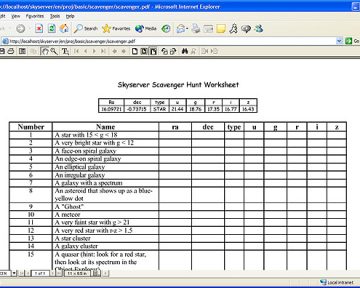 //localhost/skyserver/en/proj/basic/scavenger/scavenger.pdf - Microsoft Internet Explorer
View Favorites Tools Help
Search Favorites Media
http://localhost/skyserver/en/proj/basic/scavenger/scavenger.pdf
Skyserver Scavenger Hunt Worksheet
Ra dec type u g r i z
16.09721 -0.73715 STAR 21.44 18.76 17.35 16.77 16.43
Number Name ra dec type u g r i z
1 A star with 15 < g < 18
2 A very bright star with g < 12
3 A face-on spiral galaxy
4 An edge-on spiral galaxy
5 An elliptical galaxy
6 An irregular galaxy
7 A galaxy with a spectrum
8 An asteroid that shows up as a blue-
yellow dot
9 A "Ghost"
10 A meteor
11 A very faint star with g > 21
12 A very red star with r-g > 1.5
13 A star cluster
14 A galaxy cluster
15 A quasar (hint: look for a red star,
then look at its spectrum in the
Object Explorer)
1 of 1
Local intranet